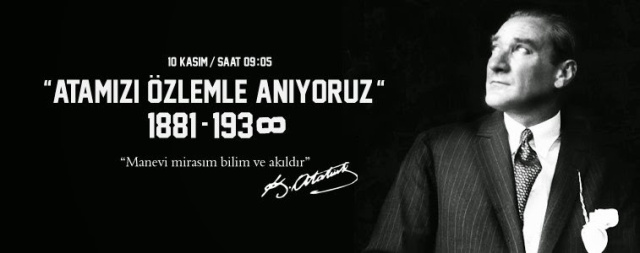 10 KASIM / SAAT 09:05
“ATAMIZI ÖZLEMLE ANIYORUZ“
1881 - 193∞
“Manevi mirasım bilim ve akıldır”
K. Atatürk